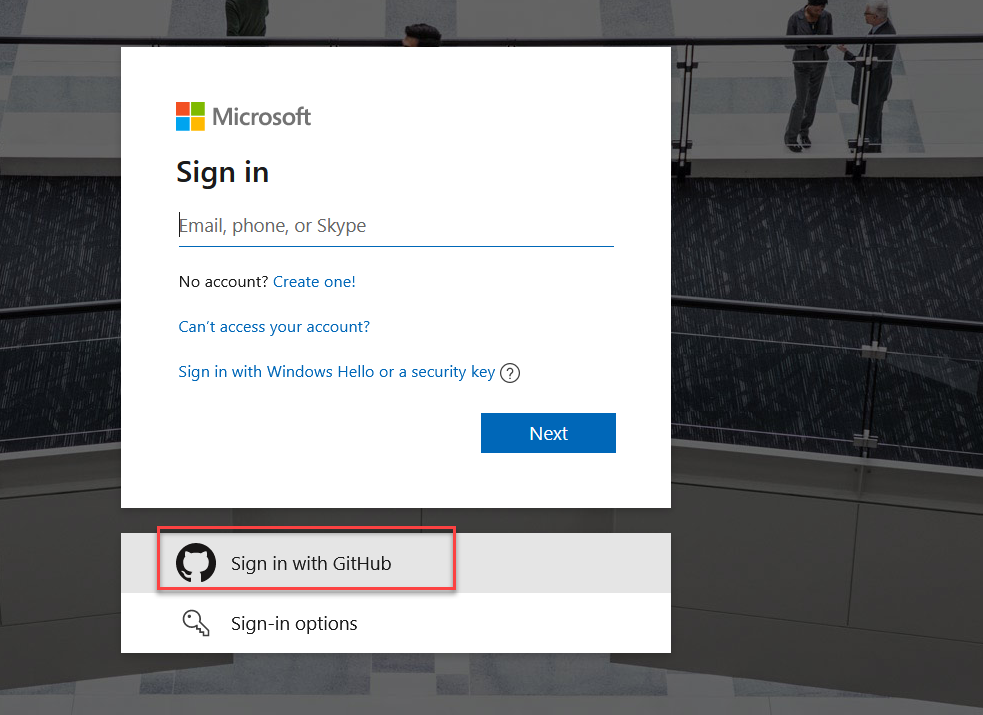 Microsoft
Sign in
Email, phone, or Skype
No account? Create one!
Can't access your account?
Sign in with Windows Hello or a security key ?
Next
Sign in with GitHub
Sign-in options